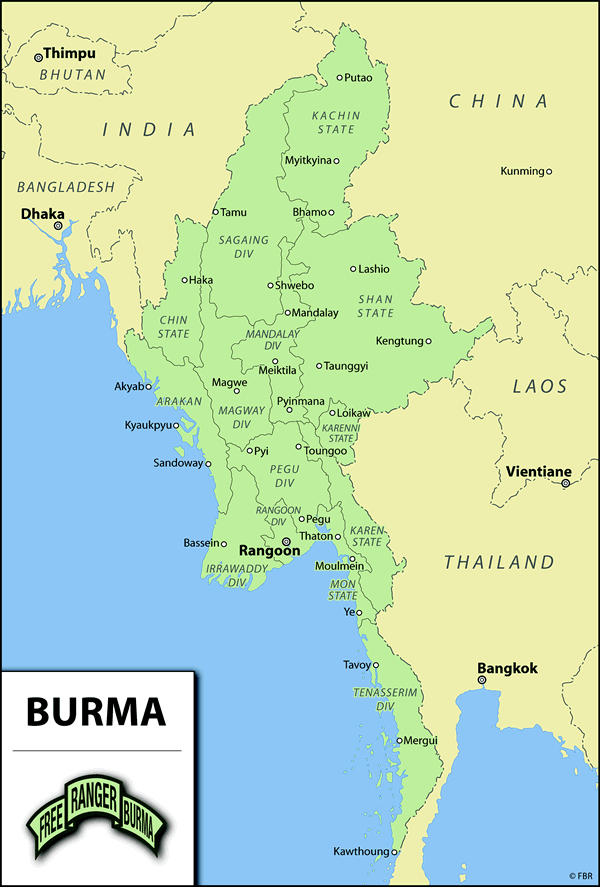 Thimpu
BHUTAN
Putao
CHINA
KACHIN
STATE
INDIA
Myitkyina
Kunming
BANGLADESH
Dhaka
Tamu
Bhamo
SAGAING
DIV
Lashio
Haka
Shwebo
SHAN
STATE
Mandalay
CHIN
STATE
MANDALAY
DIV
Kengtung
Meiktila
Taunggyi
Akyab
Magwe
LAOS
ARAKAN
Pyinmana
MAGWAY
DIV
Loikaw
Kyaukpyu
KARENNI
STATE
Pyi
Toungoo
Sandoway
PEGU
DIV
Vientiane
RANGOON
DIV
Pegu
Thaton
KAREN
STATE
Bassein
Rangoon
THAILAND
Moulmein
IRRAWADDY
DIV
MON
STATE
Ye
Tavoy
Bangkok
TENASSERIM
DIV
Mergui
Kawthoung
BURMA
FREE RANGER BURMA
© FBR